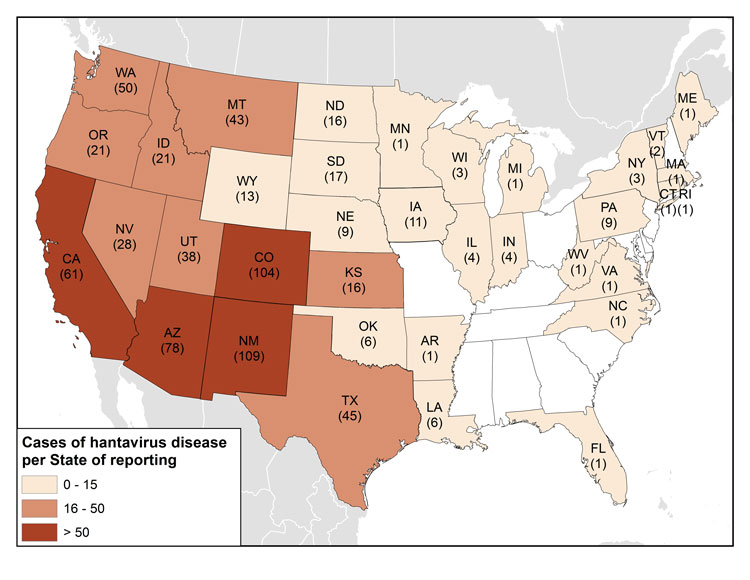 WA
(50)
MT
(43)
ND
(16)
MN
(1)
ME
(1)
OR
(21)
ID
(21)
SD
(17)
WI
(3)
MI
(1)
VT
(2)
NY
(3)
MA
(1)
WY
(13)
CT
(1)
RI
(1)
NE
(9)
IA
(11)
PA
(9)
NV
(28)
UT
(38)
CO
(104)
KS
(16)
IL
(4)
IN
(4)
WV
(1)
VA
(1)
CA
(61)
NC
(1)
AZ
(78)
NM
(109)
OK
(6)
AR
(1)
TX
(45)
LA
(6)
FL
(1)
Cases of hantavirus disease
per State of reporting
0 - 15
16 - 50
> 50